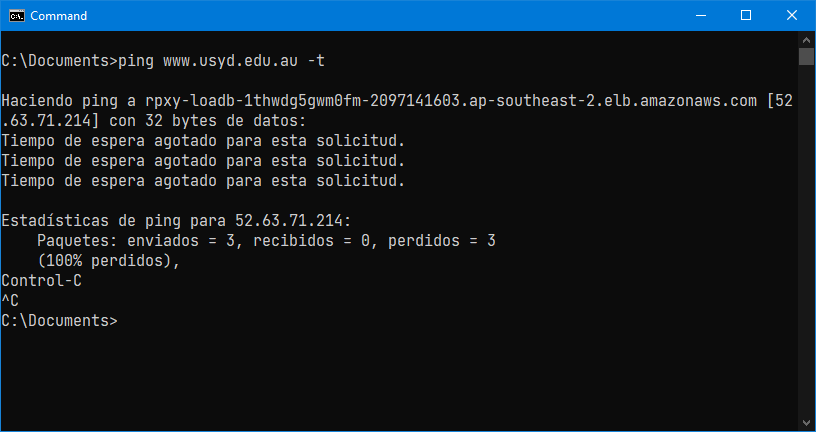 Command
C:\Documents>ping www.usyd.edu.au -t
Haciendo ping a rpxy-loadb-1thwdg5gwm0fm-2097141603.ap-southeast-2.elb.amazonaws.com [52
.63.71.214] con 32 bytes de datos:
Tiempo de espera agotado para esta solicitud.
Tiempo de espera agotado para esta solicitud.
Tiempo de espera agotado para esta solicitud.
Estadísticas de ping para 52.63.71.214:
Paquetes: enviados = 3, recibidos = 0, perdidos = 3
(100% perdidos),
Control-C
^C
C:\Documents>